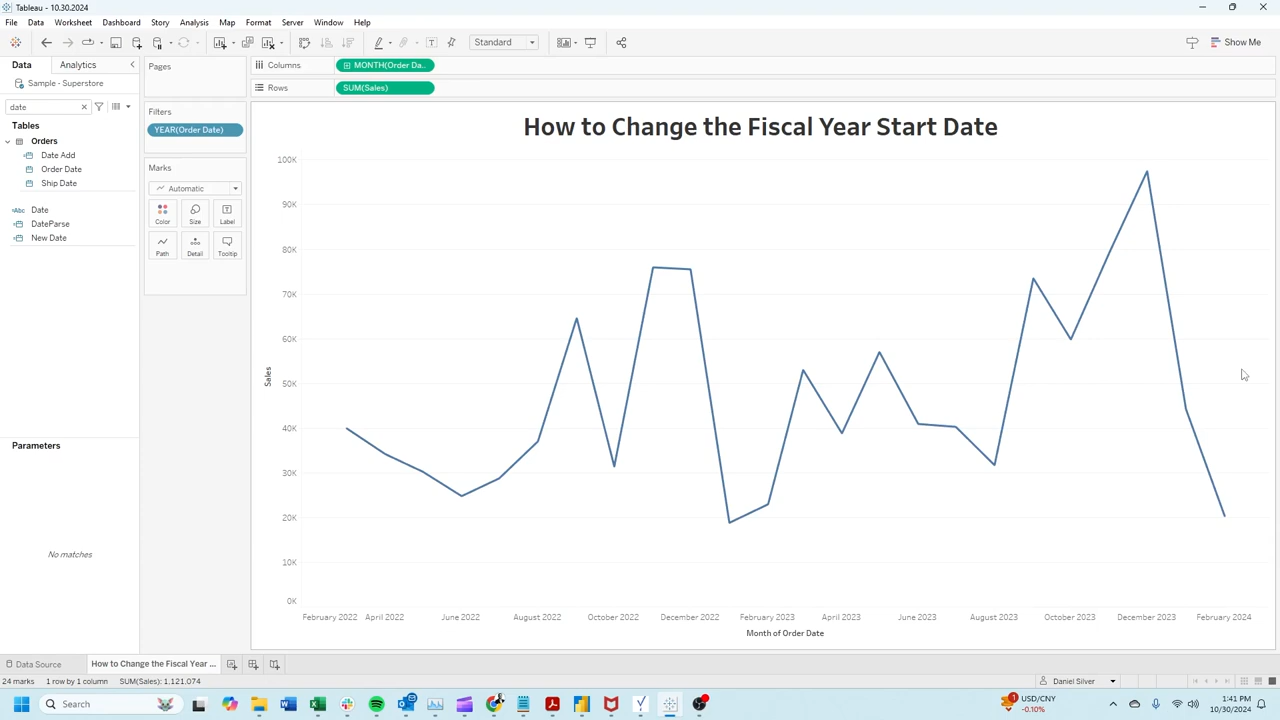 Tableau - 10.30.2024
File Data Worksheet Dashboard Story Analysis Map Format Server Window Help
Standard
Show Me
Data Analytics
Sample - Superstore
date
Tables
Orders
Date Add
Order Date
Ship Date
Abc Date
DateParse
New Date
Parameters
No matches
Pages
Filters
YEAR(Order Date)
Marks
Automatic
Color Size Label
Path Detail Tooltip
Columns MONTH(Order Da..
Rows SUM(Sales)
How to Change the Fiscal Year Start Date
100K
90K
80K
70K
60K
50K
40K
30K
20K
10K
0K
Sales
February 2022 April 2022 June 2022 August 2022 October 2022 December 2022 February 2023 April 2023 June 2023 August 2023 October 2023 December 2023 February 2024
Month of Order Date
Data Source How to Change the Fiscal Year ...
24 marks 1 row by 1 column SUM(Sales): 1,121,074
Daniel Silver
Search
1
USD/CNY
-0.10%
1:41 PM
10/30/2024